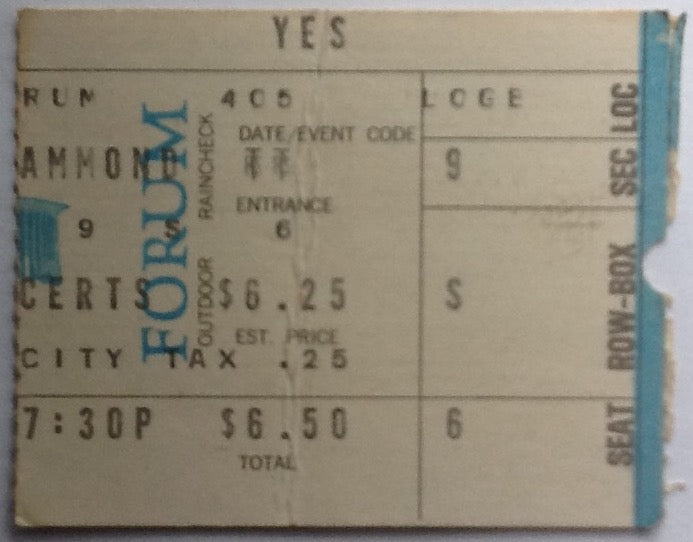 YES
RUM 405 LOGE LOC
DATE/EVENT CODE
AMMOND 9 SEC
ENTRANCE
9 S 6
CERTS $6.25 S ROW-BOX
EST. PRICE
CITY TAX .25
7:30P $6.50 6 SEAT
TOTAL
FORUM
OUTDOOR RAINCHECK